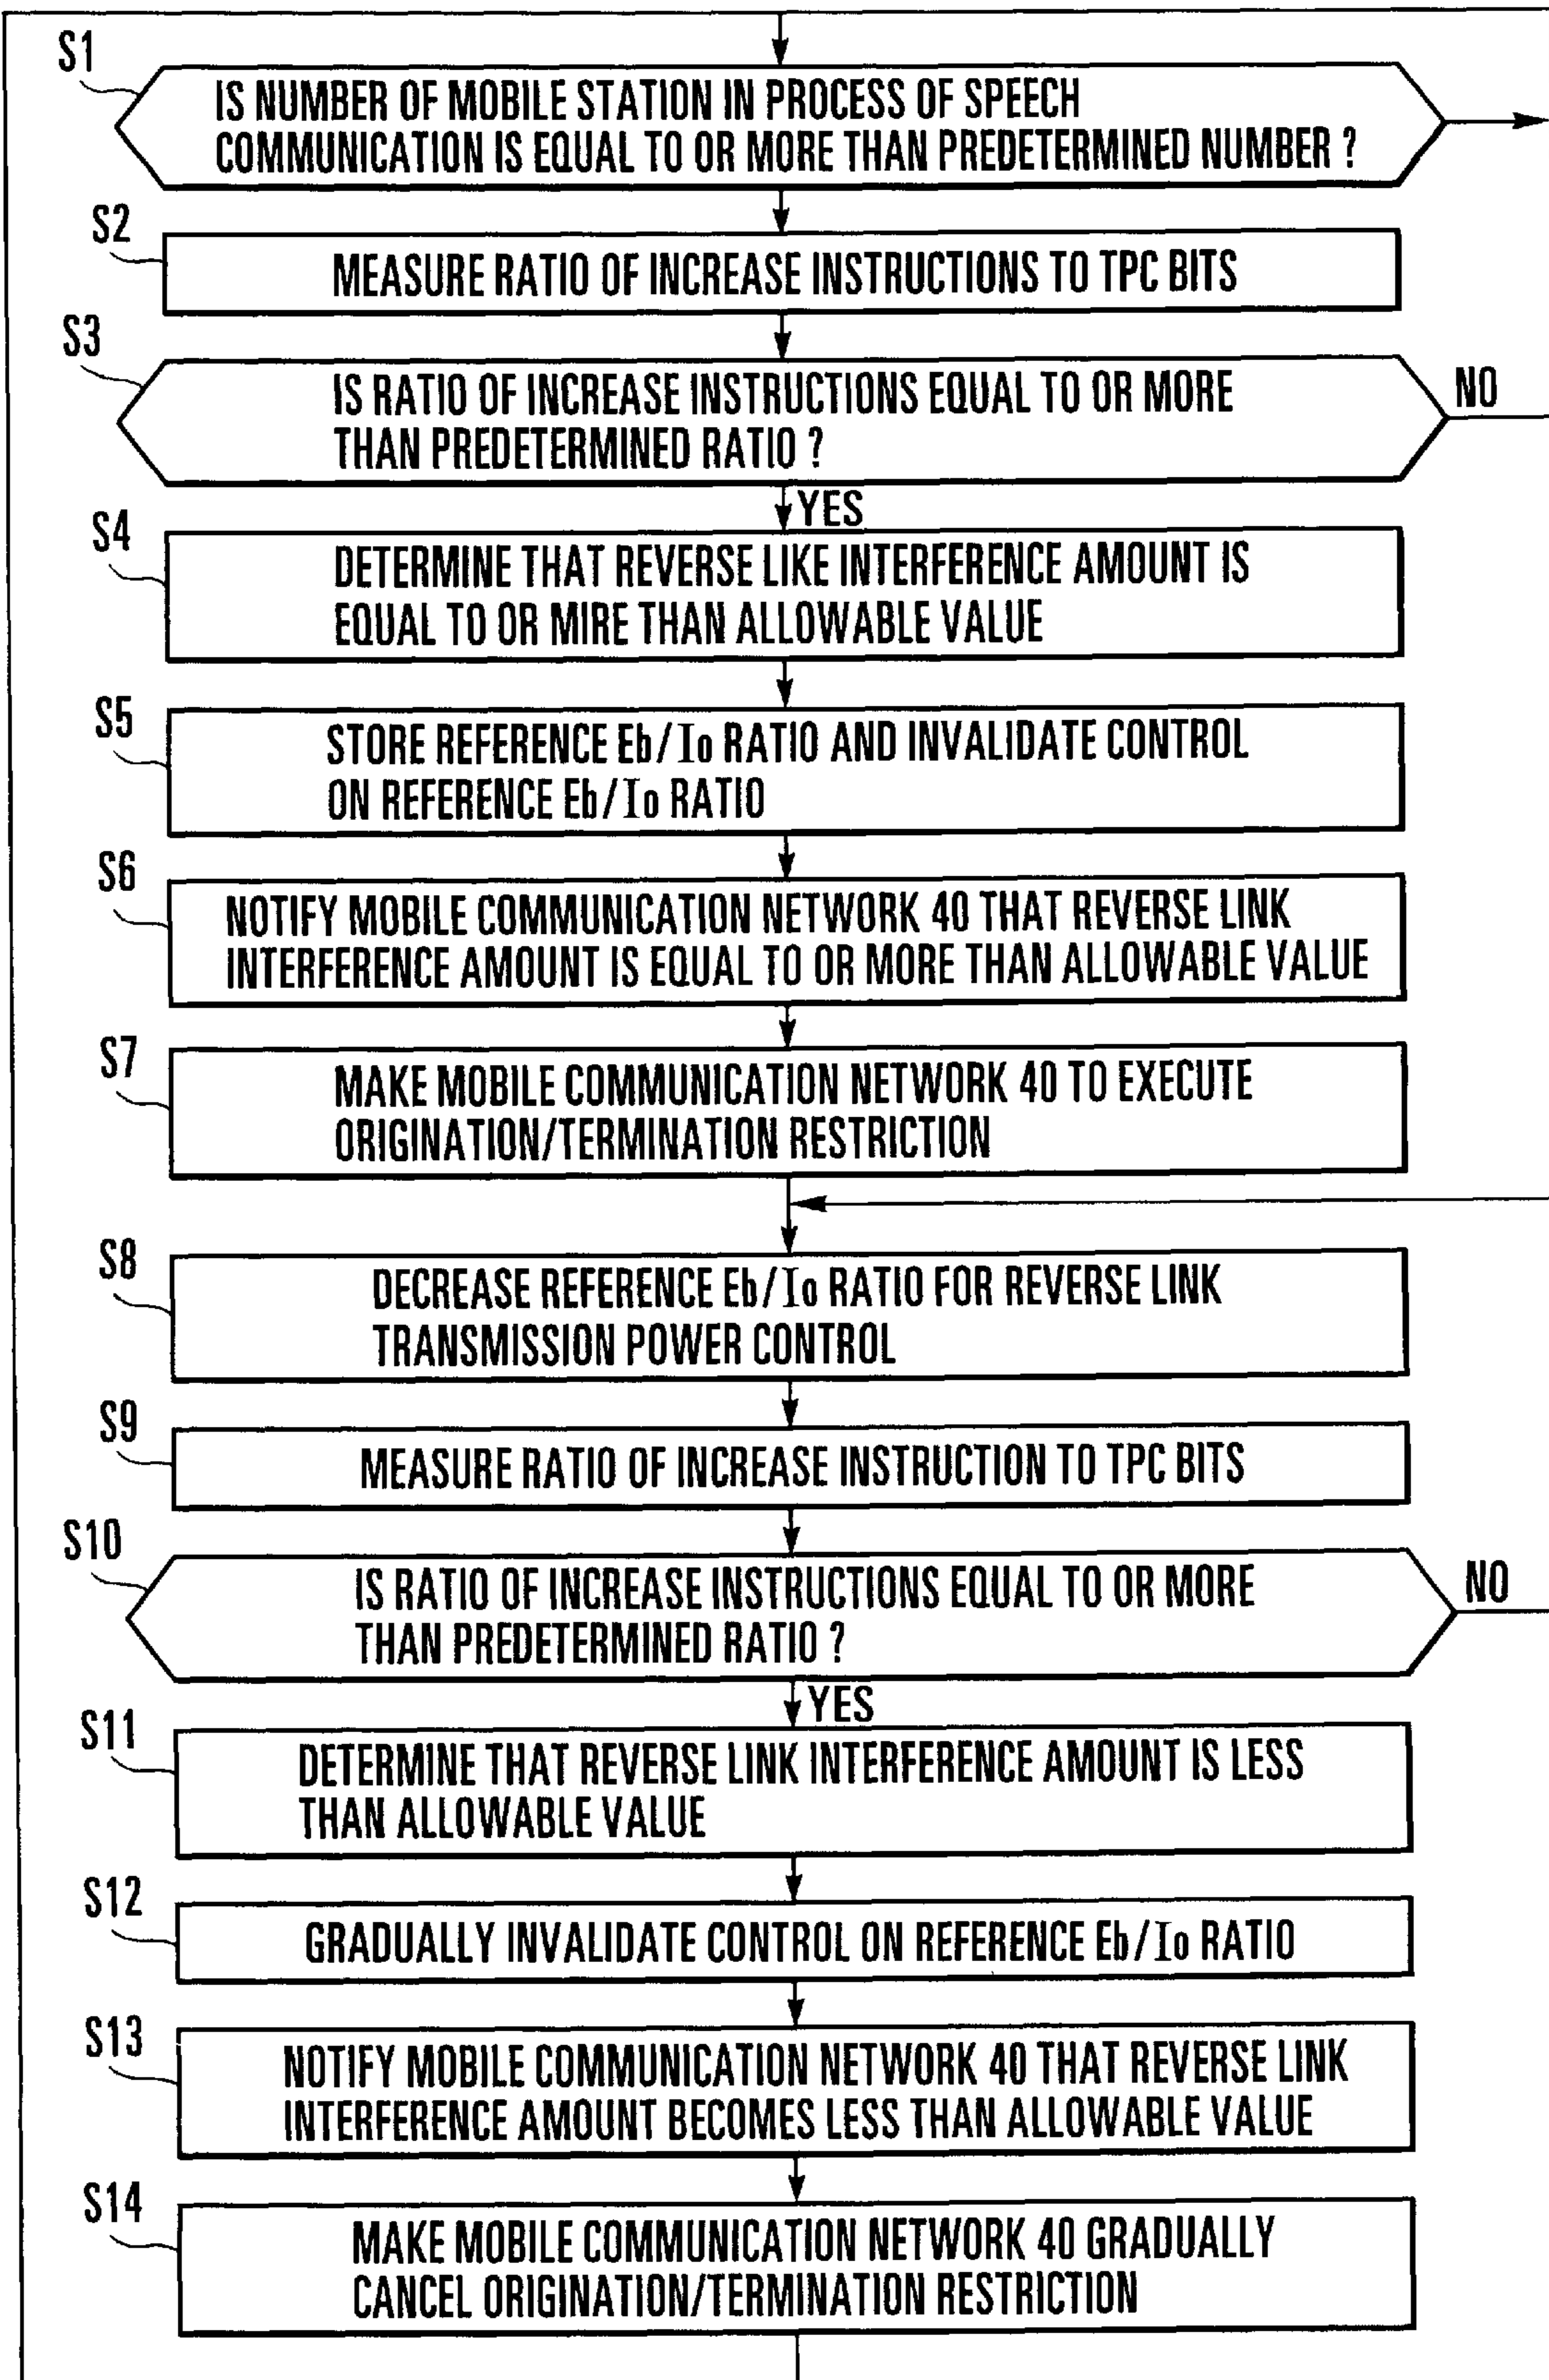 S1
IS NUMBER OF MOBILE STATION IN PROCESS OF SPEECH
COMMUNICATION IS EQUAL TO OR MORE THAN PREDETERMINED NUMBER ?
S2
MEASURE RATIO OF INCREASE INSTRUCTIONS TO TPC BITS
S3
IS RATIO OF INCREASE INSTRUCTIONS EQUAL TO OR MORE
THAN PREDETERMINED RATIO ?
NO
YES
S4
DETERMINE THAT REVERSE LIKE INTERFERENCE AMOUNT IS
EQUAL TO OR MIRE THAN ALLOWABLE VALUE
S5
STORE REFERENCE Eb/Io RATIO AND INVALIDATE CONTROL
ON REFERENCE Eb/Io RATIO
S6
NOTIFY MOBILE COMMUNICATION NETWORK 40 THAT REVERSE LINK
INTERFERENCE AMOUNT IS EQUAL TO OR MORE THAN ALLOWABLE VALUE
S7
MAKE MOBILE COMMUNICATION NETWORK 40 TO EXECUTE
ORIGINATION/TERMINATION RESTRICTION
S8
DECREASE REFERENCE Eb/Io RATIO FOR REVERSE LINK
TRANSMISSION POWER CONTROL
S9
MEASURE RATIO OF INCREASE INSTRUCTION TO TPC BITS
S10
IS RATIO OF INCREASE INSTRUCTIONS EQUAL TO OR MORE
THAN PREDETERMINED RATIO ?
NO
YES
S11
DETERMINE THAT REVERSE LINK INTERFERENCE AMOUNT IS LESS
THAN ALLOWABLE VALUE
S12
GRADUALLY INVALIDATE CONTROL ON REFERENCE Eb/Io RATIO
S13
NOTIFY MOBILE COMMUNICATION NETWORK 40 THAT REVERSE LINK
INTERFERENCE AMOUNT BECOMES LESS THAN ALLOWABLE VALUE
S14
MAKE MOBILE COMMUNICATION NETWORK 40 GRADUALLY
CANCEL ORIGINATION/TERMINATION RESTRICTION